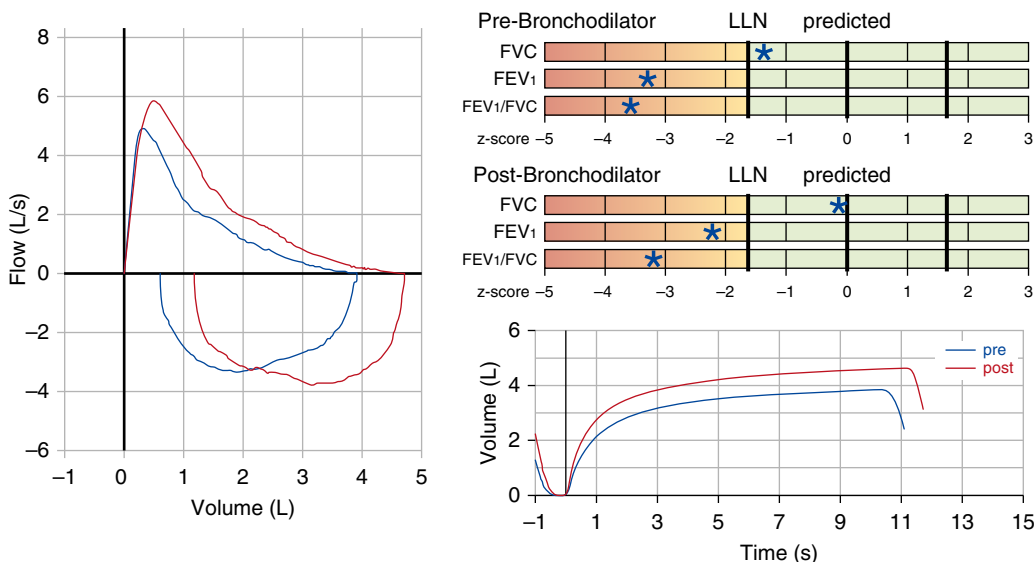 8
6
4
2
0
−2
−4
−6
Flow (L/s)
−1 0 1 2 3 4 5
Volume (L)
Pre-Bronchodilator LLN predicted
FVC
FEV1
FEV1/FVC
z-score −5 −4 −3 −2 −1 0 1 2 3
Post-Bronchodilator LLN predicted
FVC
FEV1
FEV1/FVC
z-score −5 −4 −3 −2 −1 0 1 2 3
6
4
2
0
Volume (L)
pre
post
−1 1 3 5 7 9 11 13 15
Time (s)